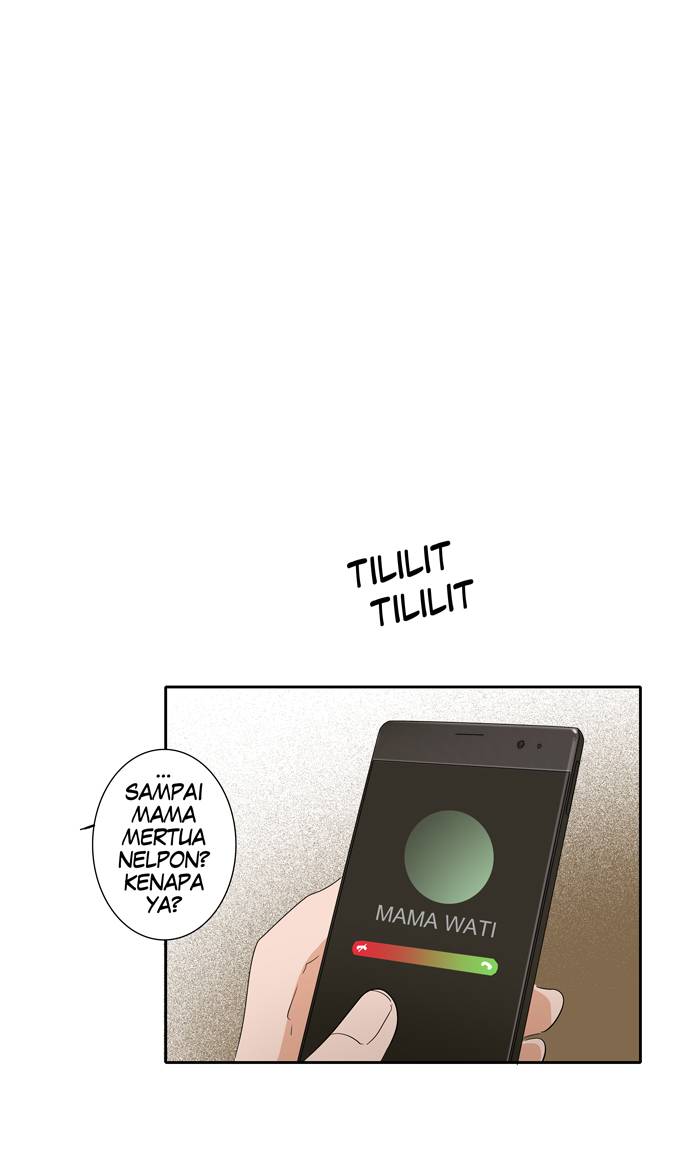 TILILIT
TILILIT
...
SAMPAI
MAMA
MERTUA
NELPON?
KENAPA
YA?
MAMA WATI